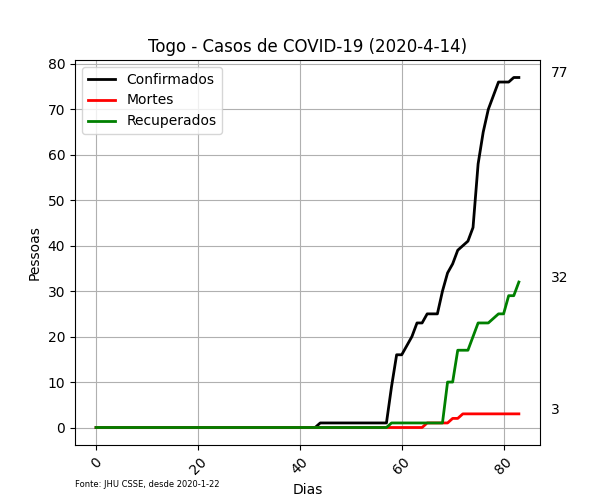 Togo - Casos de COVID-19 (2020-4-14)
Confirmados
Mortes
Recuperados
Pessoas
80
70
60
50
40
30
20
10
0
77
32
3
0
20
40
60
80
Dias
Fonte: JHU CSSE, desde 2020-1-22